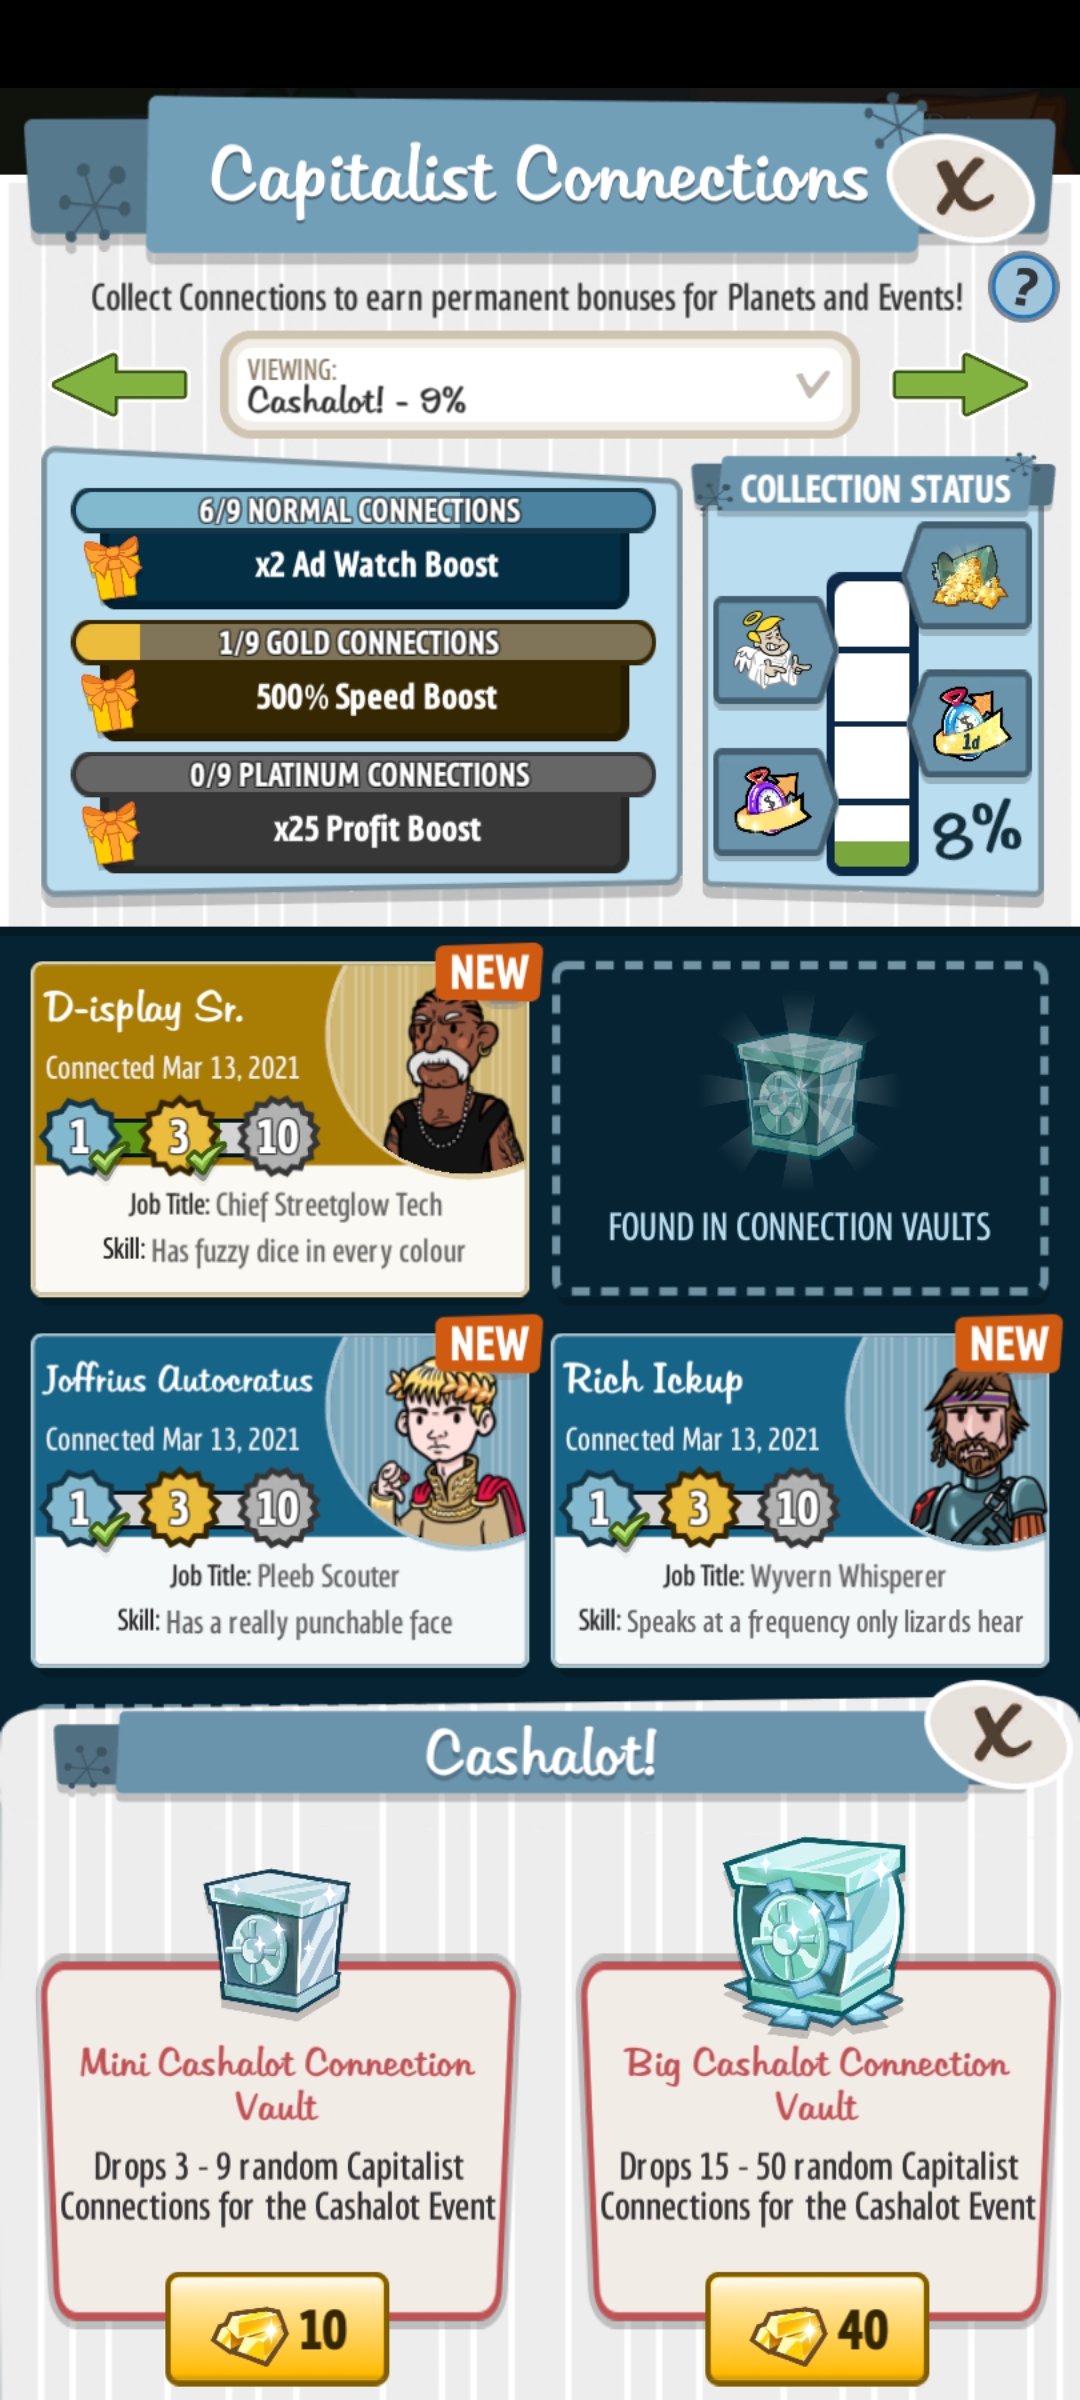 Capitalist Connections
X
Collect Connections to earn permanent bonuses for Planets and Events!
?
VIEWING:
Cashalot! - 9%
6/9 NORMAL CONNECTIONS
x2 Ad Watch Boost
1/9 GOLD CONNECTIONS
500% Speed Boost
0/9 PLATINUM CONNECTIONS
x25 Profit Boost
COLLECTION STATUS
$
1d
$
8%
NEW
D-isplay Sr.
Connected Mar 13, 2021
1 3 10
Job Title: Chief Streetglow Tech
Skill: Has fuzzy dice in every colour
FOUND IN CONNECTION VAULTS
NEW
Joffrius Autocratus
Connected Mar 13, 2021
1 3 10
Job Title: Pleeb Scouter
Skill: Has a really punchable face
NEW
Rich Ickup
Connected Mar 13, 2021
1 3 10
Job Title: Wyvern Whisperer
Skill: Speaks at a frequency only lizards hear
Cashalot!
X
Mini Cashalot Connection
Vault
Drops 3 - 9 random Capitalist
Connections for the Cashalot Event
10
Big Cashalot Connection
Vault
Drops 15 - 50 random Capitalist
Connections for the Cashalot Event
40